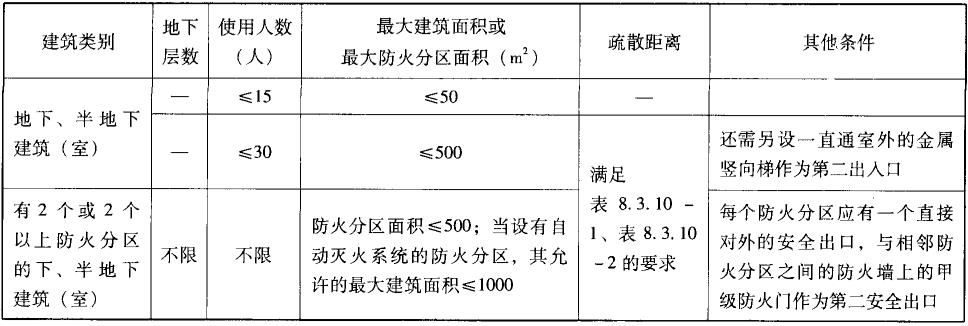 建筑类别
地下
层数
使用人数
（人）
最大建筑面积或
最大防火分区面积（m²）
疏散距离
其他条件
地下、半地下
建筑（室）
—
≤15
≤50
—
—
≤30
≤500
满足
表 8.3.10 -
1、表 8.3.10
-2 的要求
还需另设一直通室外的金属
竖向梯作为第二出入口
有 2 个或 2 个
以上防火分区
的下、半地下
建筑（室）
不限
不限
防火分区面积≤500；当设有自
动灭火系统的防火分区，其允
许的最大建筑面积≤1000
每个防火分区应有一个直接
对外的安全出口，与相邻防
火分区之间的防火墙上的甲
级防火门作为第二安全出口